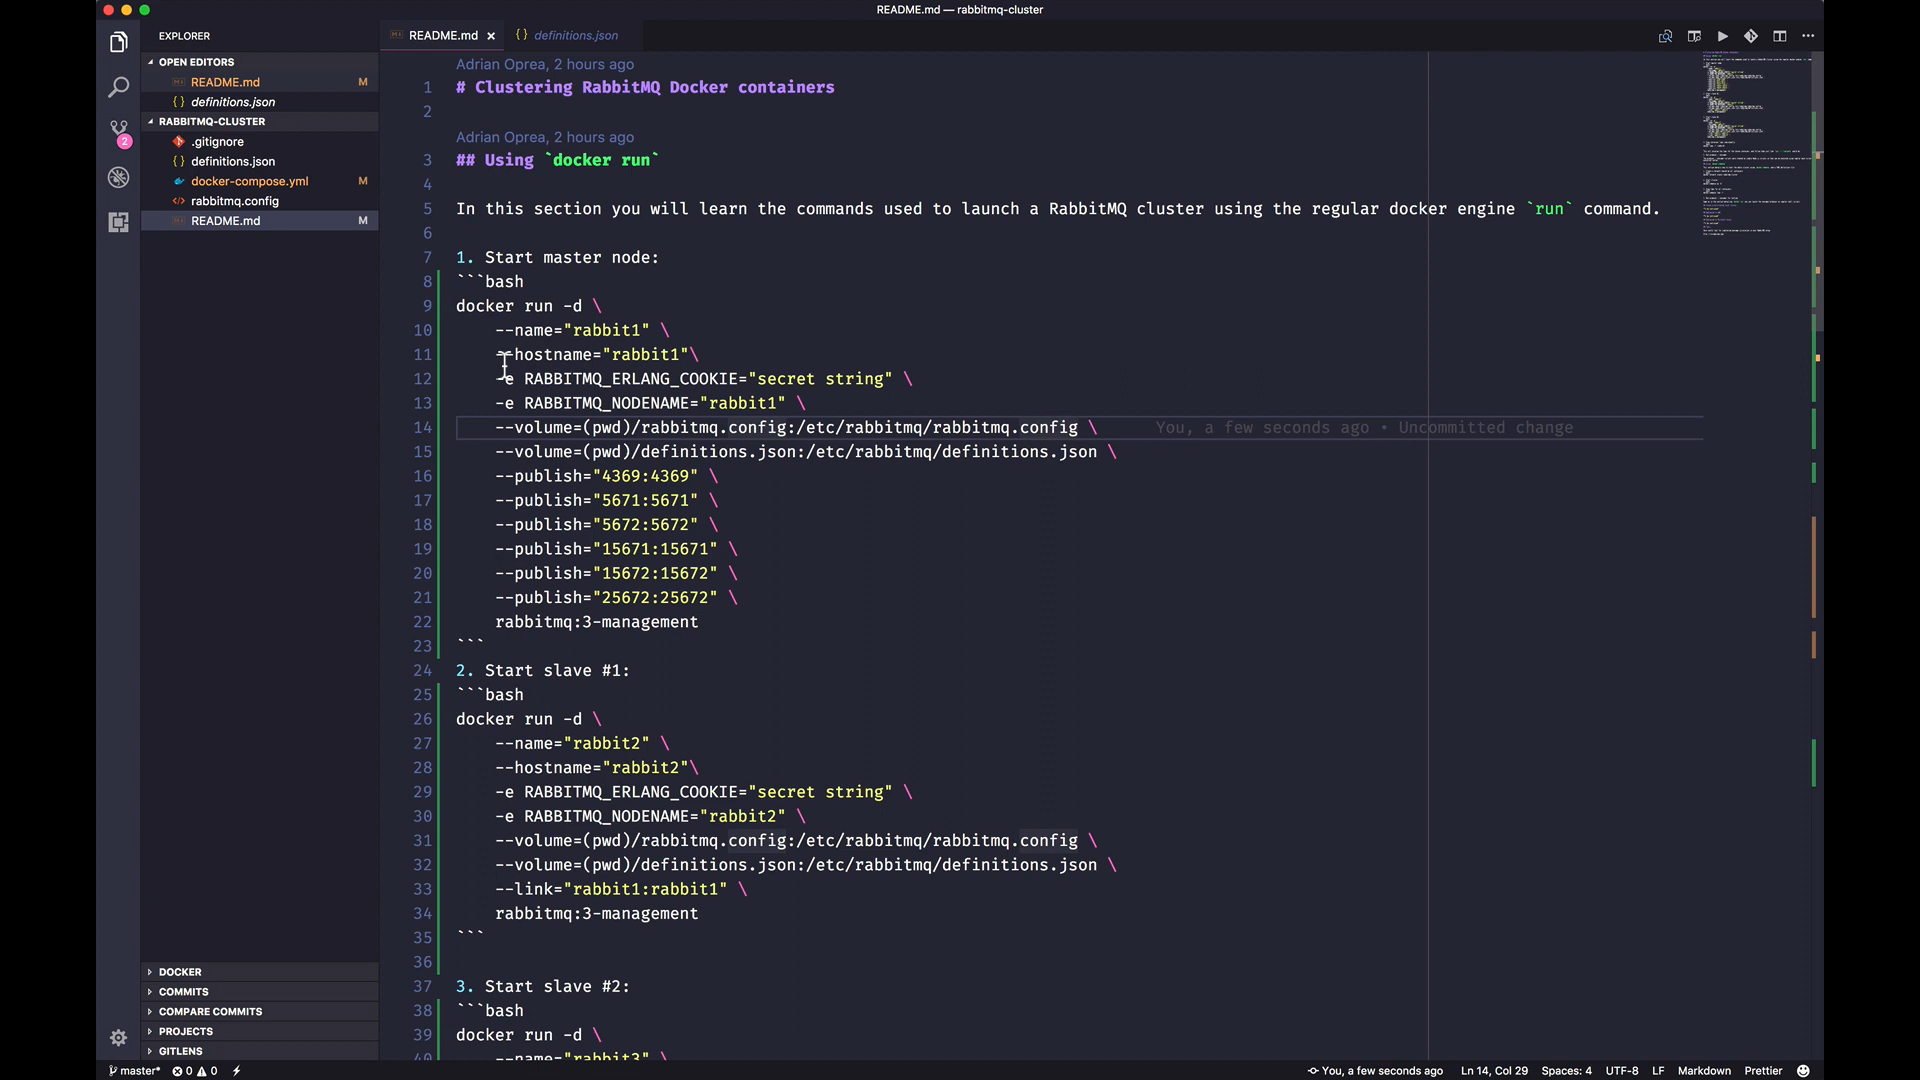 README.md — rabbitmq-cluster
EXPLORER
README.md
definitions.json
OPEN EDITORS
README.md M
definitions.json
RABBITMQ-CLUSTER
.gitignore
definitions.json
docker-compose.yml M
rabbitmq.config
README.md M
2
DOCKER
COMMITS
COMPARE COMMITS
PROJECTS
GITLENS
Adrian Oprea, 2 hours ago
1 # Clustering RabbitMQ Docker containers
2
Adrian Oprea, 2 hours ago
3 ## Using `docker run`
4
5 In this section you will learn the commands used to launch a RabbitMQ cluster using the regular docker engine `run` command.
6
7 1. Start master node:
8 ```bash
9 docker run -d \
10 --name="rabbit1" \
11 --hostname="rabbit1"\
12 -e RABBITMQ_ERLANG_COOKIE="secret string" \
13 -e RABBITMQ_NODENAME="rabbit1" \
14 --volume=(pwd)/rabbitmq.config:/etc/rabbitmq/rabbitmq.config \ You, a few seconds ago • Uncommitted change
15 --volume=(pwd)/definitions.json:/etc/rabbitmq/definitions.json \
16 --publish="4369:4369" \
17 --publish="5671:5671" \
18 --publish="5672:5672" \
19 --publish="15671:15671" \
20 --publish="15672:15672" \
21 --publish="25672:25672" \
22 rabbitmq:3-management
23 ```
24 2. Start slave #1:
25 ```bash
26 docker run -d \
27 --name="rabbit2" \
28 --hostname="rabbit2"\
29 -e RABBITMQ_ERLANG_COOKIE="secret string" \
30 -e RABBITMQ_NODENAME="rabbit2" \
31 --volume=(pwd)/rabbitmq.config:/etc/rabbitmq/rabbitmq.config \
32 --volume=(pwd)/definitions.json:/etc/rabbitmq/definitions.json \
33 --link="rabbit1:rabbit1" \
34 rabbitmq:3-management
35 ```
36
37 3. Start slave #2:
38 ```bash
39 docker run -d \
40 --name="rabbit3" \
master* 0 0 You, a few seconds ago Ln 14, Col 29 Spaces: 4 UTF-8 LF Markdown Prettier